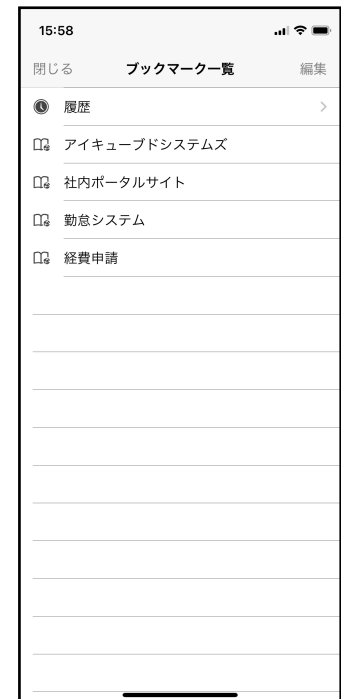 15:58
閉じる ブックマーク一覧 編集
履歴
アイキューブドシステムズ
社内ポータルサイト
勤怠システム
経費申請